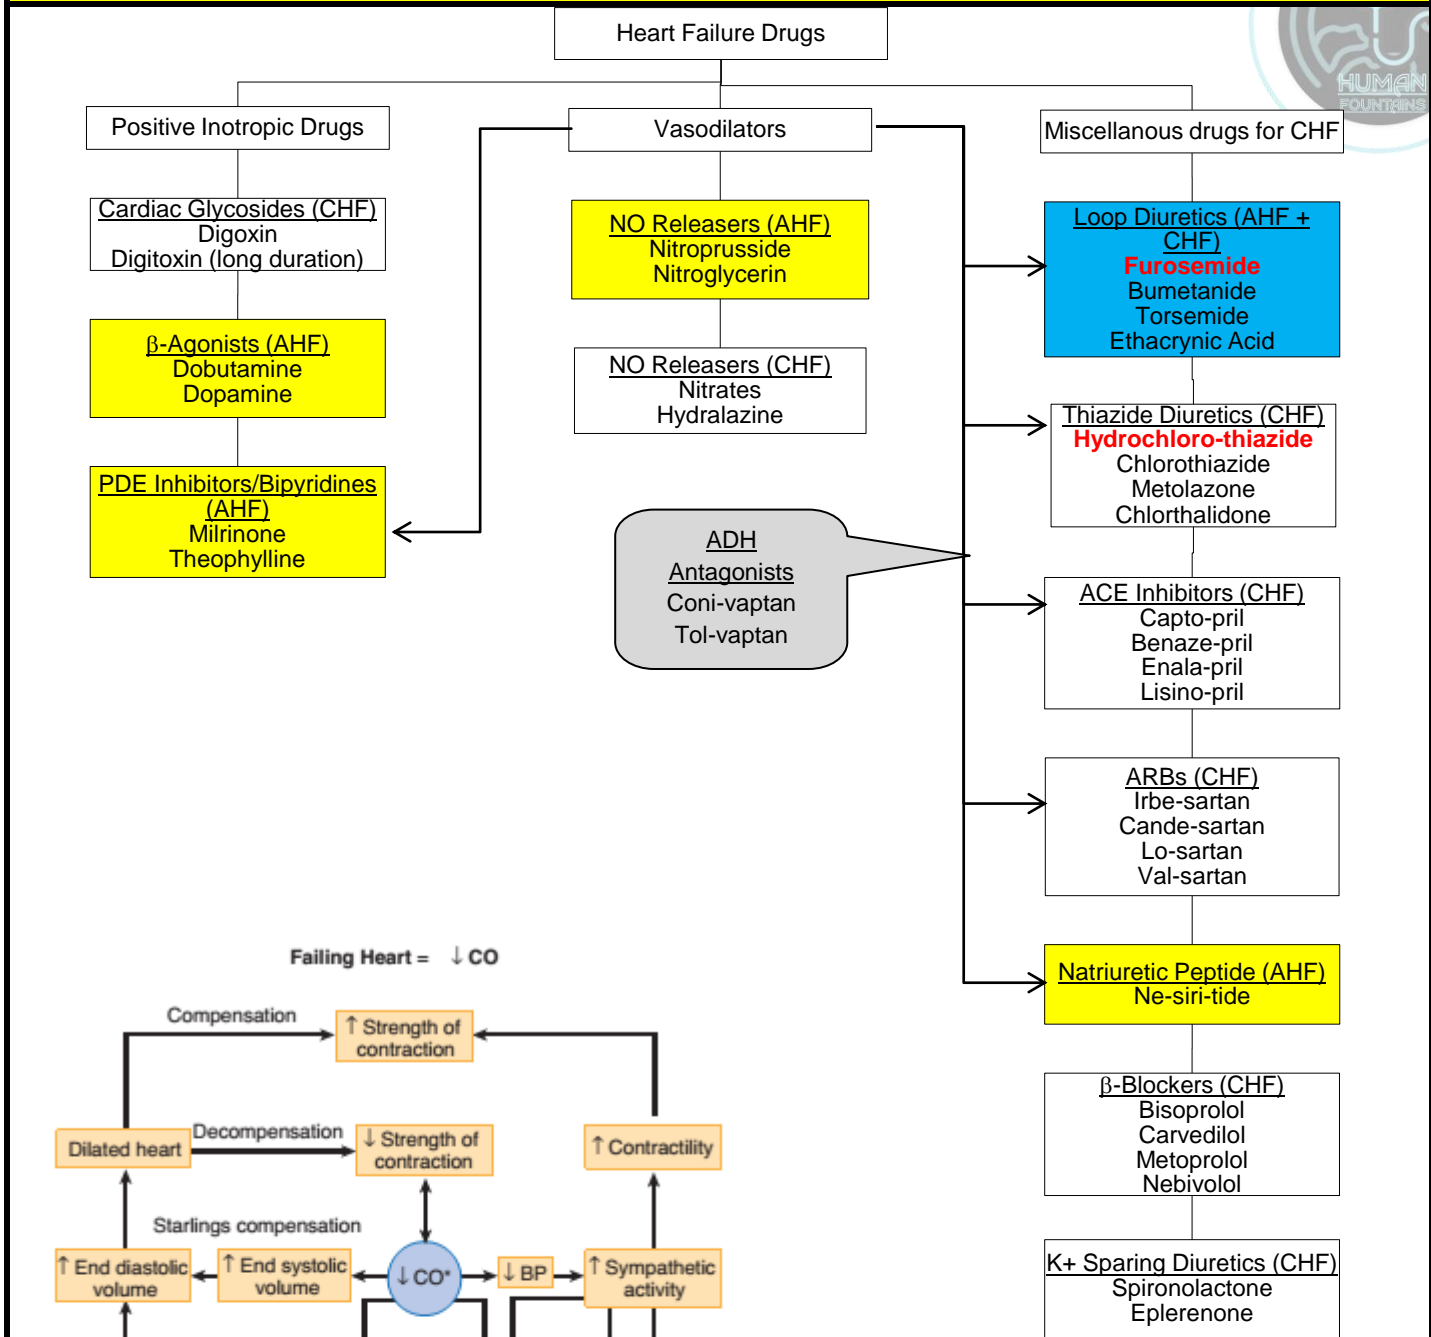 Heart Failure Drugs
HUMAN
FOUNTAINS
Positive Inotropic Drugs
Vasodilators
Miscellanous drugs for CHF
Cardiac Glycosides (CHF)
Digoxin
Digitoxin (long duration)
β-Agonists (AHF)
Dobutamine
Dopamine
PDE Inhibitors/Bipyridines
(AHF)
Milrinone
Theophylline
NO Releasers (AHF)
Nitroprusside
Nitroglycerin
NO Releasers (CHF)
Nitrates
Hydralazine
ADH
Antagonists
Coni-vaptan
Tol-vaptan
Loop Diuretics (AHF +
CHF)
Furosemide
Bumetanide
Torsemide
Ethacrynic Acid
Thiazide Diuretics (CHF)
Hydrochloro-thiazide
Chlorothiazide
Metolazone
Chlorthalidone
ACE Inhibitors (CHF)
Capto-pril
Benaze-pril
Enala-pril
Lisino-pril
ARBs (CHF)
Irbe-sartan
Cande-sartan
Lo-sartan
Val-sartan
Natriuretic Peptide (AHF)
Ne-siri-tide
β-Blockers (CHF)
Bisoprolol
Carvedilol
Metoprolol
Nebivolol
K+ Sparing Diuretics (CHF)
Spironolactone
Eplerenone
Failing Heart = ↓ CO
Compensation
↑ Strength of
contraction
Dilated heart
Decompensation
↓ Strength of
contraction
↑ Contractility
Starlings compensation
↑ End diastolic
volume
↑ End systolic
volume
↓ CO*
↓ BP
↑ Sympathetic
activity